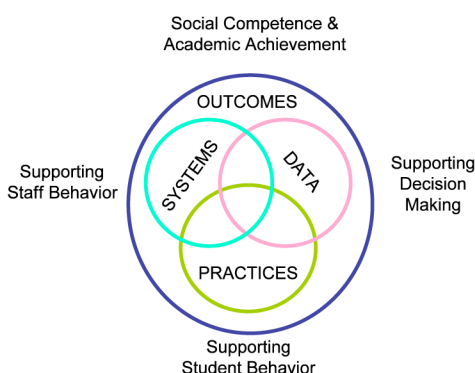 Social Competence &
Academic Achievement
OUTCOMES
SYSTEMS
DATA
Supporting
Staff Behavior
Supporting
Decision
Making
PRACTICES
Supporting
Student Behavior